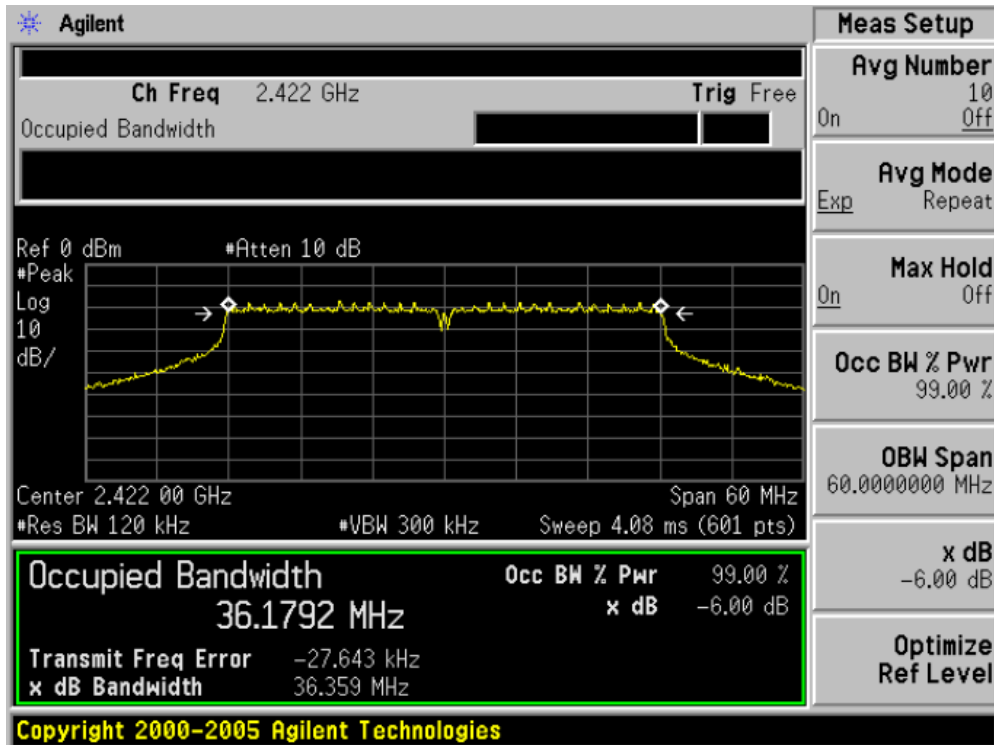 Agilent
Ch Freq 2.422 GHz Trig Free
Occupied Bandwidth
Ref 0 dBm #Atten 10 dB
#Peak
Log
10
dB/
Center 2.422 00 GHz Span 60 MHz
#Res BW 120 kHz #VBW 300 kHz Sweep 4.08 ms (601 pts)
Occupied Bandwidth Occ BW % Pwr 99.00 %
36.1792 MHz x dB -6.00 dB
Transmit Freq Error -27.643 kHz
x dB Bandwidth 36.359 MHz
Copyright 2000-2005 Agilent Technologies
Meas Setup
Avg Number
10
On Off
Avg Mode
Exp Repeat
Max Hold
On Off
Occ BW % Pwr
99.00 %
OBW Span
60.0000000 MHz
x dB
-6.00 dB
Optimize
Ref Level